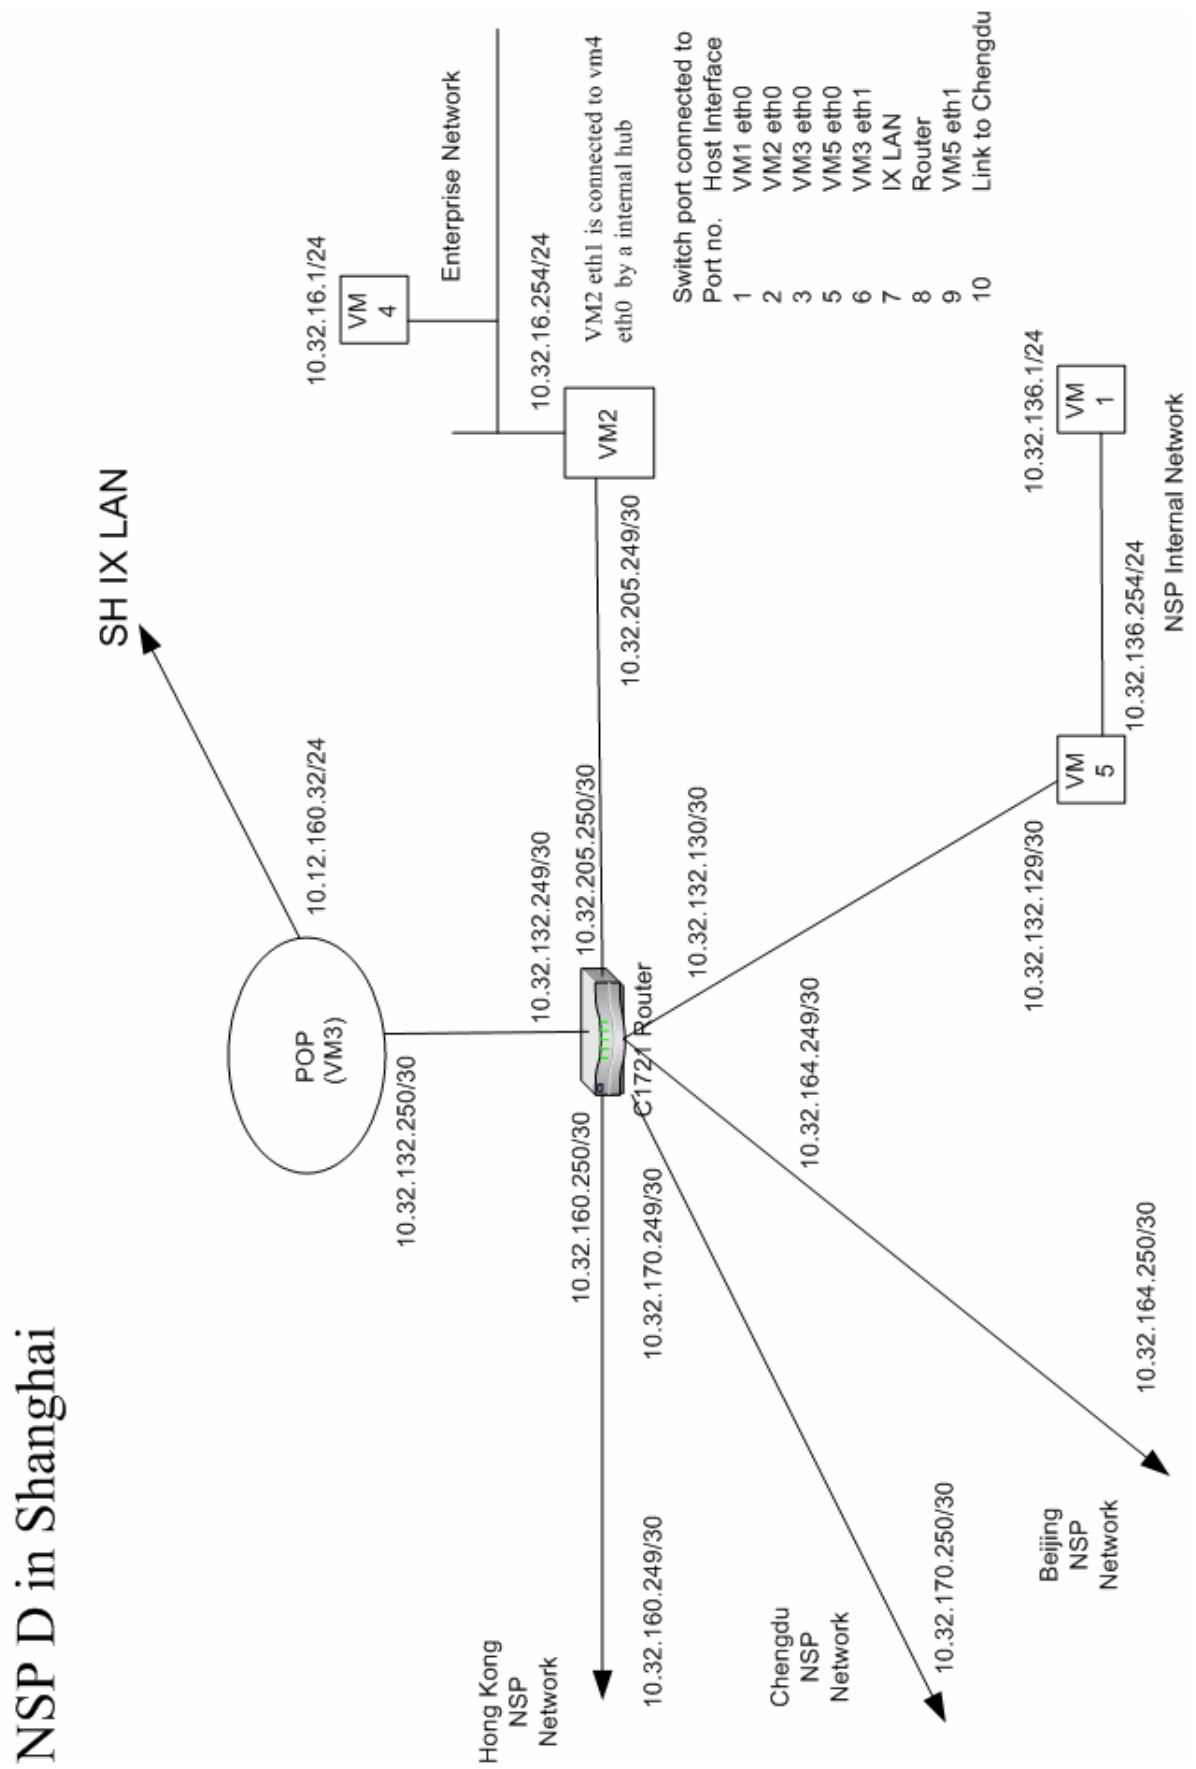 NSP D in Shanghai
SH IX LAN
POP
(VM3)
10.12.160.32/24
10.32.132.250/30
10.32.132.249/30
10.32.16.1/24
VM
4
Enterprise Network
10.32.16.254/24
VM2
VM2 eth1 is connected to vm4
eth0 by a internal hub
10.32.205.249/30
10.32.205.250/30
C1721 Router
10.32.160.250/30
10.32.160.249/30
Hong Kong
NSP
Network
10.32.170.249/30
10.32.170.250/30
Chengdu
NSP
Network
10.32.164.249/30
10.32.164.250/30
Beijing
NSP
Network
10.32.132.130/30
10.32.132.129/30
VM
5
10.32.136.254/24
10.32.136.1/24
VM
1
NSP Internal Network
Switch port connected to
Port no. Host Interface
1 VM1 eth0
2 VM2 eth0
3 VM3 eth0
5 VM5 eth0
6 VM3 eth1
7 IX LAN
8 Router
9 VM5 eth1
10 Link to Chengdu